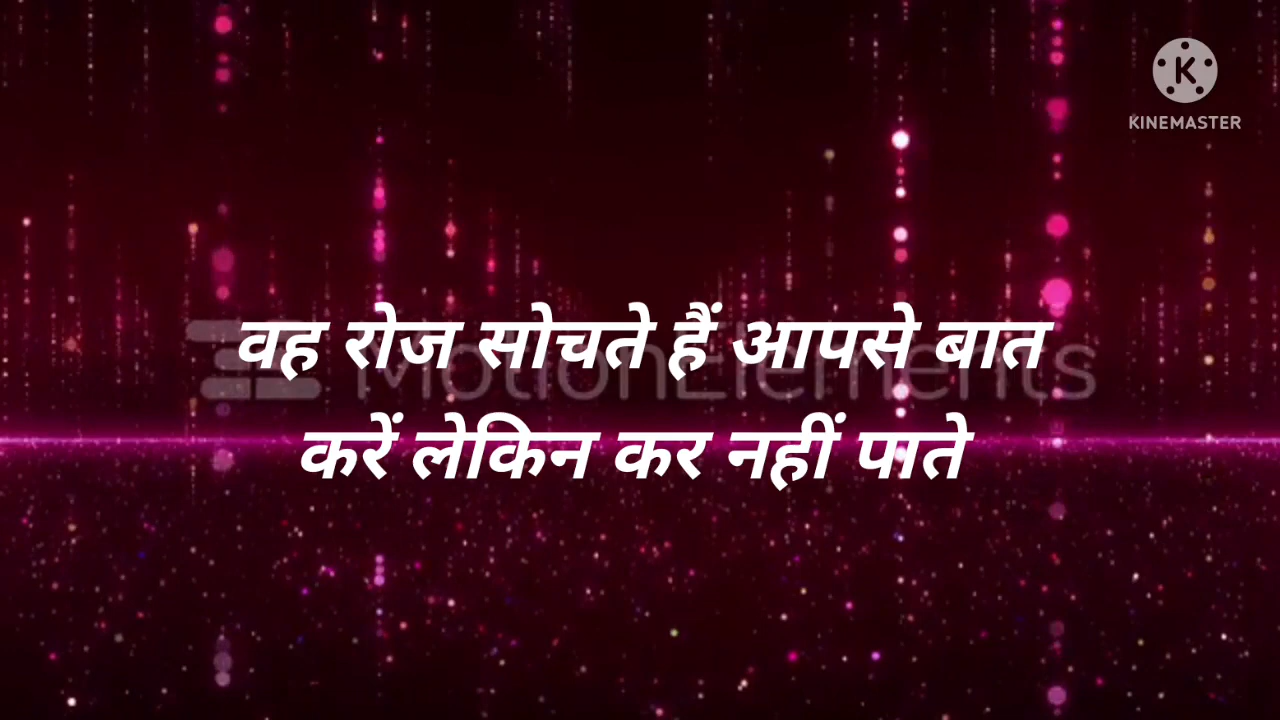 KINEMASTER
वह रोज सोचते हैं आपसे बात
MotionElements
करें लेकिन कर नहीं पाते